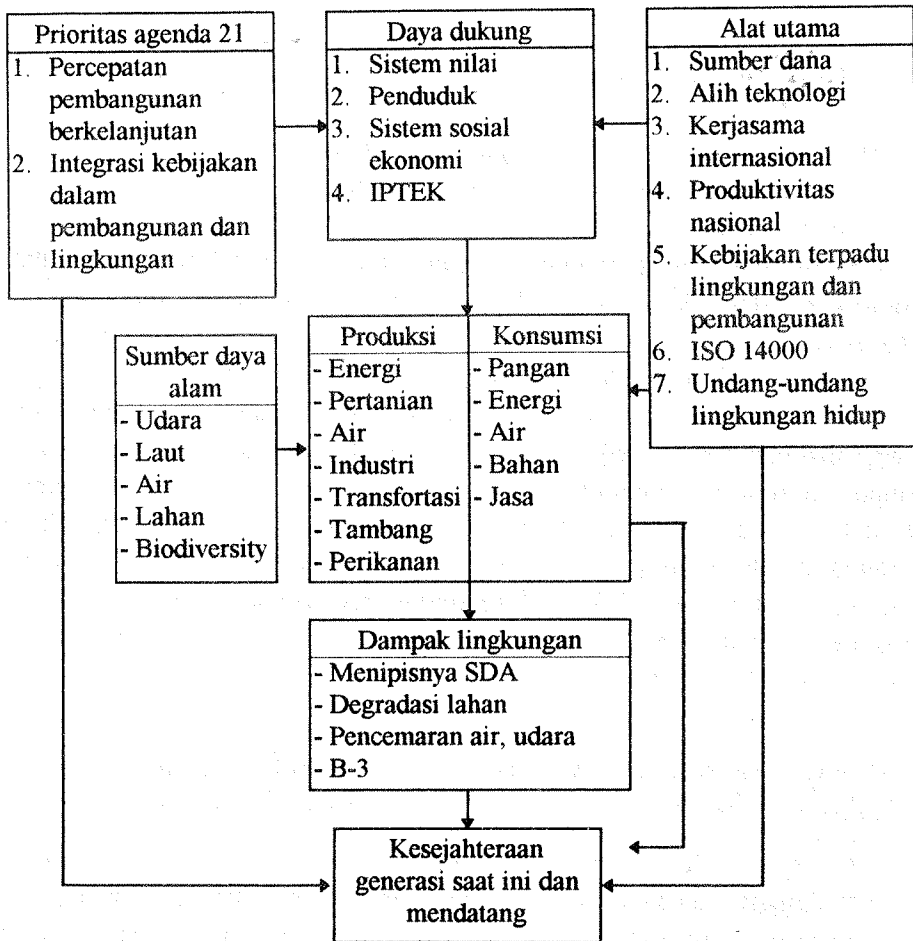 Prioritas agenda 21
1. Percepatan
pembangunan
berkelanjutan
2. Integrasi kebijakan
dalam
pembangunan dan
lingkungan
Daya dukung
1. Sistem nilai
2. Penduduk
3. Sistem sosial
ekonomi
4. IPTEK
Alat utama
1. Sumber dana
2. Alih teknologi
3. Kerjasama
internasional
4. Produktivitas
nasional
5. Kebijakan terpadu
lingkungan dan
pembangunan
6. ISO 14000
7. Undang-undang
lingkungan hidup
Sumber daya
alam
- Udara
- Laut
- Air
- Lahan
- Biodiversity
Produksi
- Energi
- Pertanian
- Air
- Industri
- Transfortasi
- Tambang
- Perikanan
Konsumsi
- Pangan
- Energi
- Air
- Bahan
- Jasa
Dampak lingkungan
- Menipisnya SDA
- Degradasi lahan
- Pencemaran air, udara
- B-3
Kesejahteraan
generasi saat ini dan
mendatang